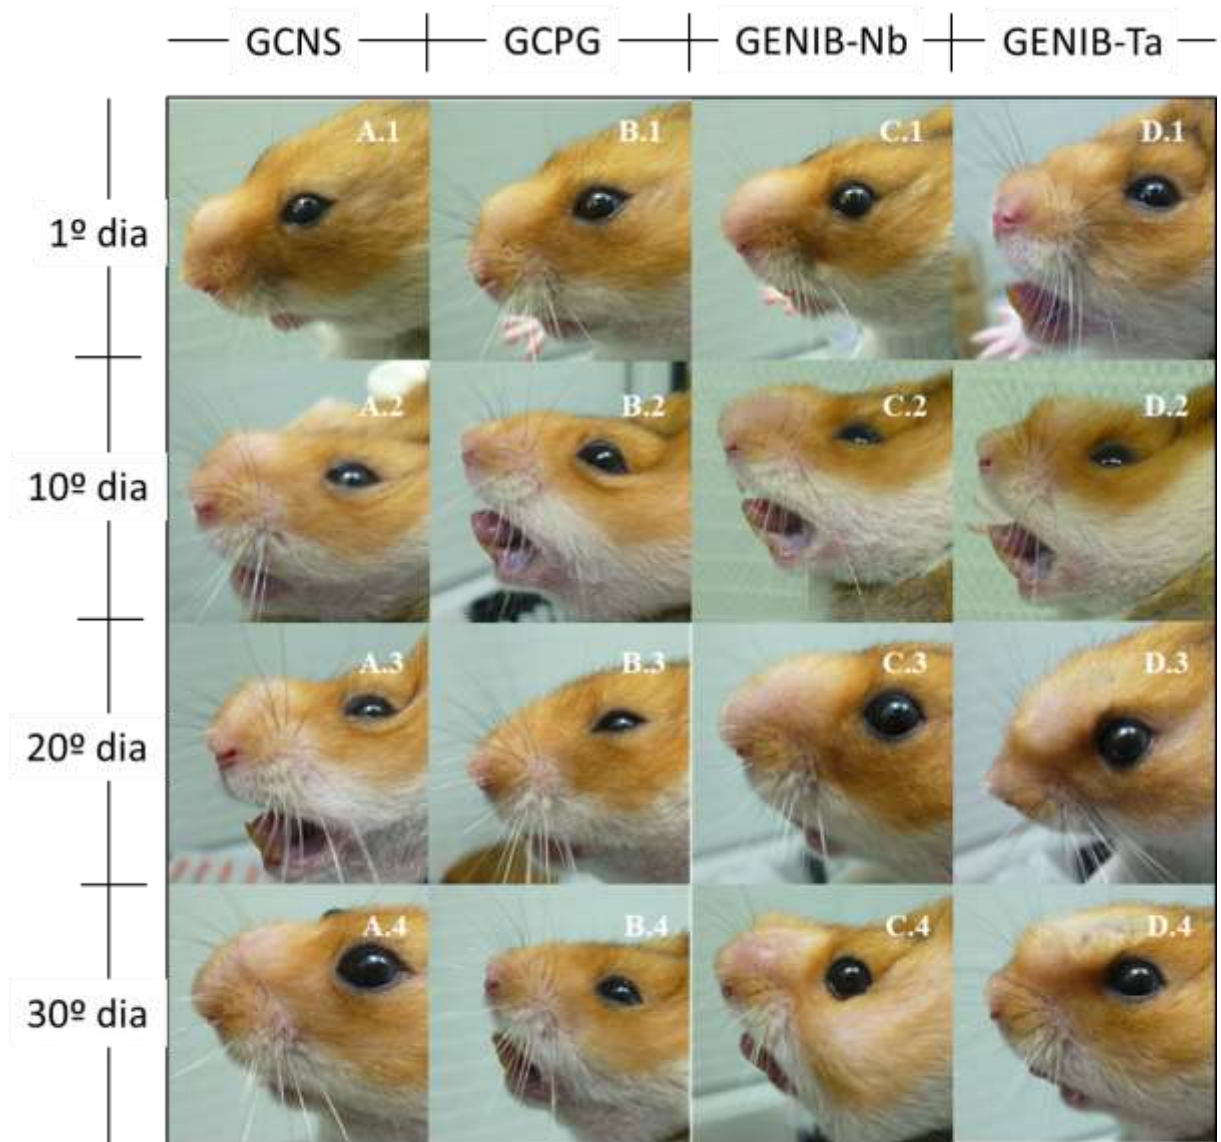 GCNS GCPG GENIB-Nb GENIB-Ta
A.1 B.1 C.1 D.1
1º dia
A.2 B.2 C.2 D.2
10º dia
A.3 B.3 C.3 D.3
20º dia
A.4 B.4 C.4 D.4
30º dia